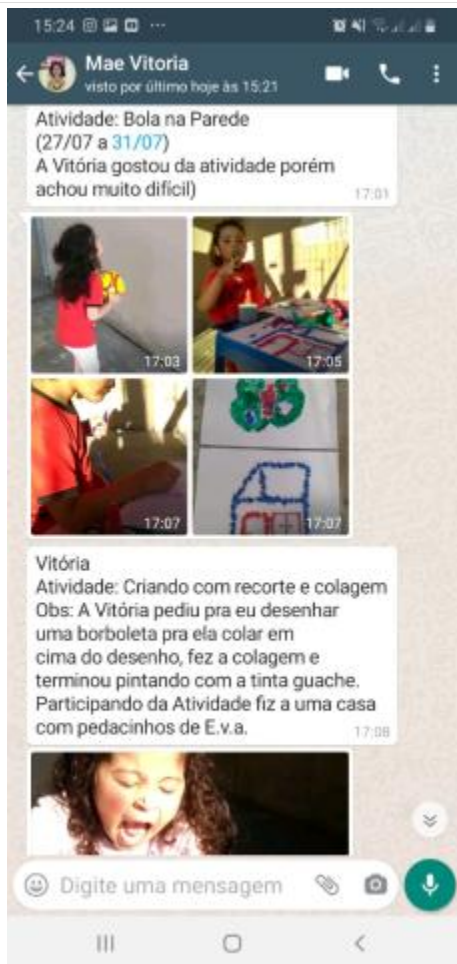 15:24
Mae Vitoria
visto por último hoje às 15:21
Atividade: Bola na Parede
(27/07 a 31/07)
A Vitória gostou da atividade porém
achou muito difícil)
17:01
17:03
17:05
17:07
17:07
Vitória
Atividade: Criando com recorte e colagem
Obs: A Vitória pediu pra eu desenhar
uma borboleta pra ela colar em
cima do desenho, fez a colagem e
terminou pintando com a tinta guache.
Participando da Atividade fiz a uma casa
com pedacinhos de E.v.a.
17:08
Digite uma mensagem